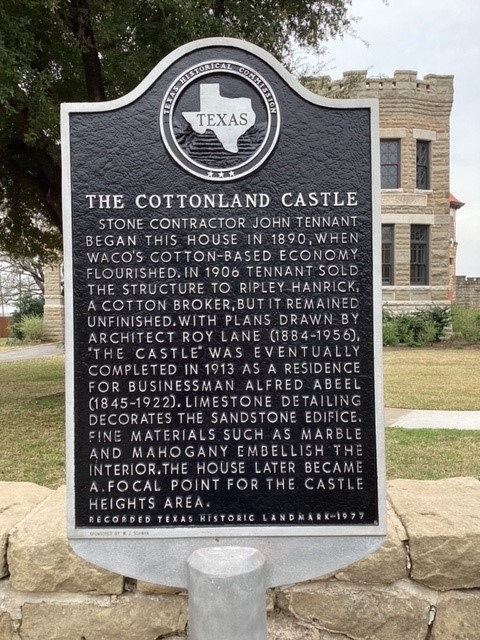 TEXAS HISTORICAL COMMISSION
TEXAS
THE COTTONLAND CASTLE
STONE CONTRACTOR JOHN TENNANT
BEGAN THIS HOUSE IN 1890, WHEN
WACO'S COTTON-BASED ECONOMY
FLOURISHED. IN 1906 TENNANT SOLD
THE STRUCTURE TO RIPLEY HANRICK,
A COTTON BROKER, BUT IT REMAINED
UNFINISHED. WITH PLANS DRAWN BY
ARCHITECT ROY LANE (1884-1956),
"THE CASTLE" WAS EVENTUALLY
COMPLETED IN 1913 AS A RESIDENCE
FOR BUSINESSMAN ALFRED ABEEL
(1845-1922). LIMESTONE DETAILING
DECORATES THE SANDSTONE EDIFICE.
FINE MATERIALS SUCH AS MARBLE
AND MAHOGANY EMBELLISH THE
INTERIOR. THE HOUSE LATER BECAME
A FOCAL POINT FOR THE CASTLE
HEIGHTS AREA.
RECORDED TEXAS HISTORIC LANDMARK-1977
SPONSORED BY